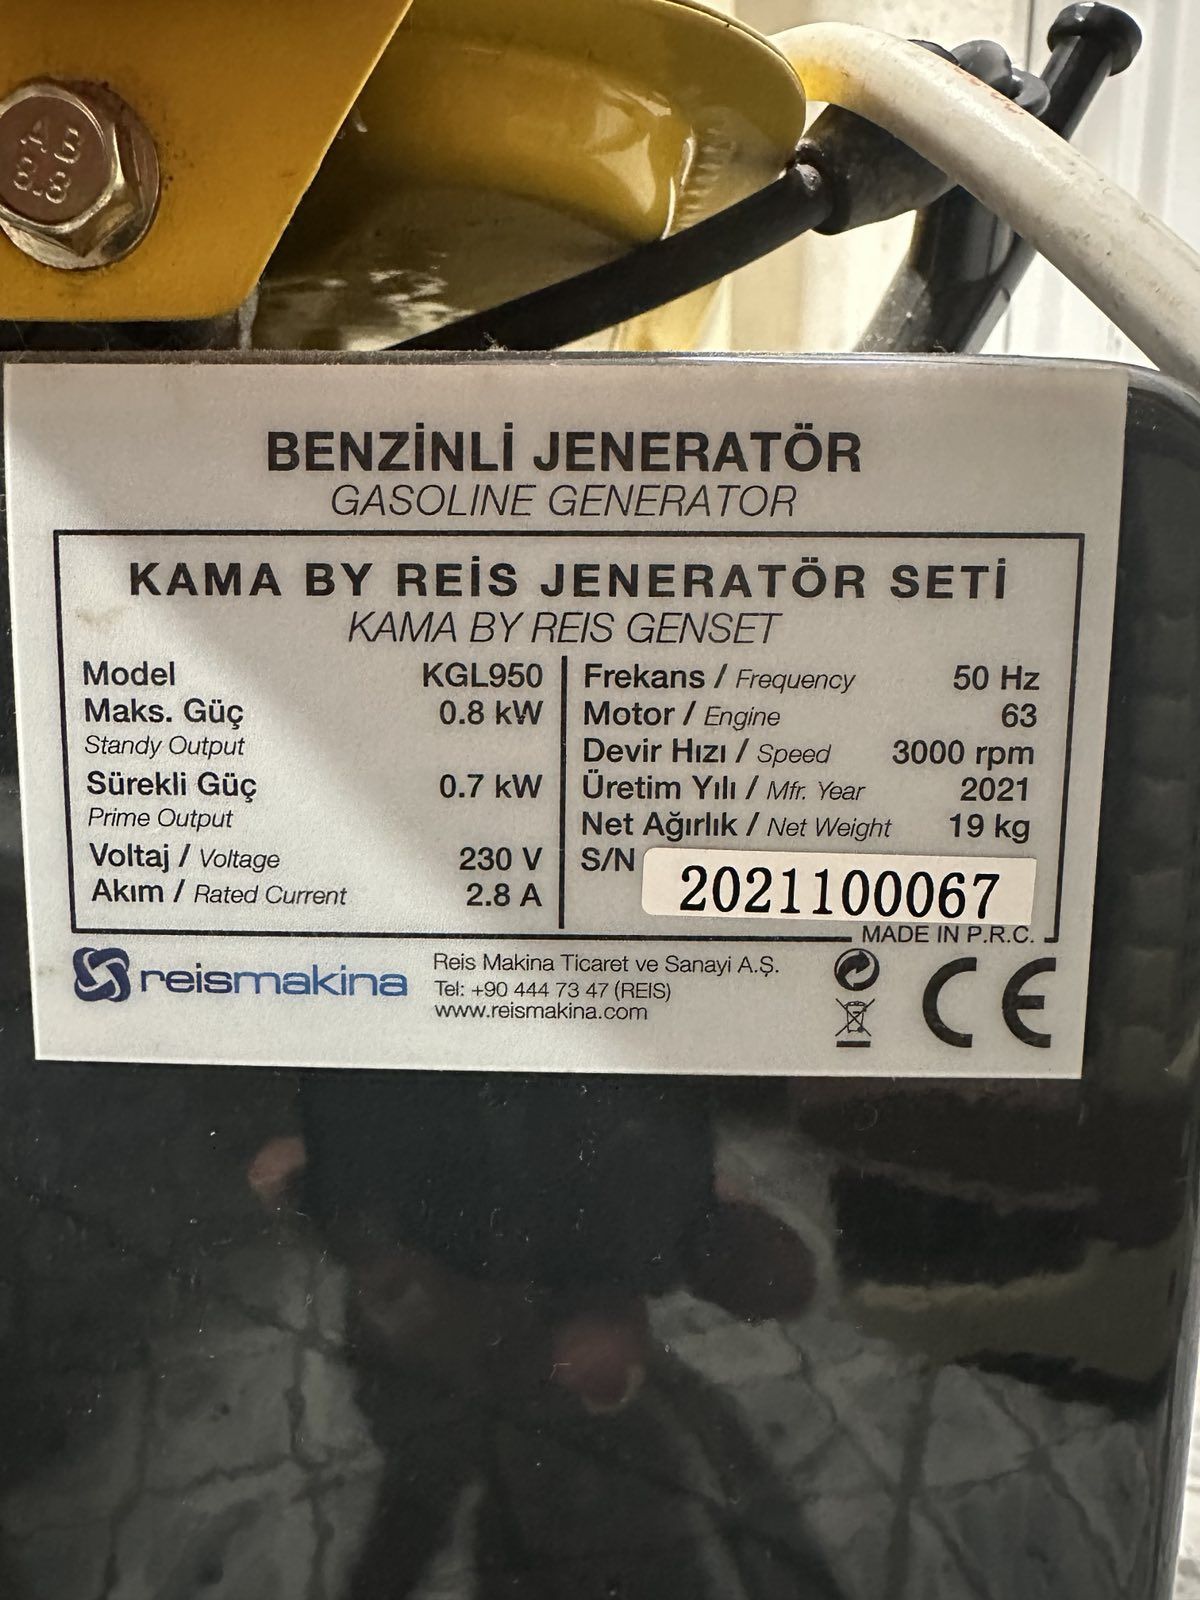 AB
8.8
BENZİNLİ JENERATÖR
GASOLINE GENERATOR
KAMA BY REİS JENERATÖR SETİ
KAMA BY REIS GENSET
Model KGL950
Maks. Güç 0.8 kW
Standy Output
Sürekli Güç 0.7 kW
Prime Output
Voltaj / Voltage 230 V
Akım / Rated Current 2.8 A
Frekans / Frequency 50 Hz
Motor / Engine 63
Devir Hızı / Speed 3000 rpm
Üretim Yılı / Mfr. Year 2021
Net Ağırlık / Net Weight 19 kg
S/N 2021100067
MADE IN P.R.C.
reismakina
Reis Makina Ticaret ve Sanayi A.Ş.
Tel: +90 444 73 47 (REIS)
www.reismakina.com
CE